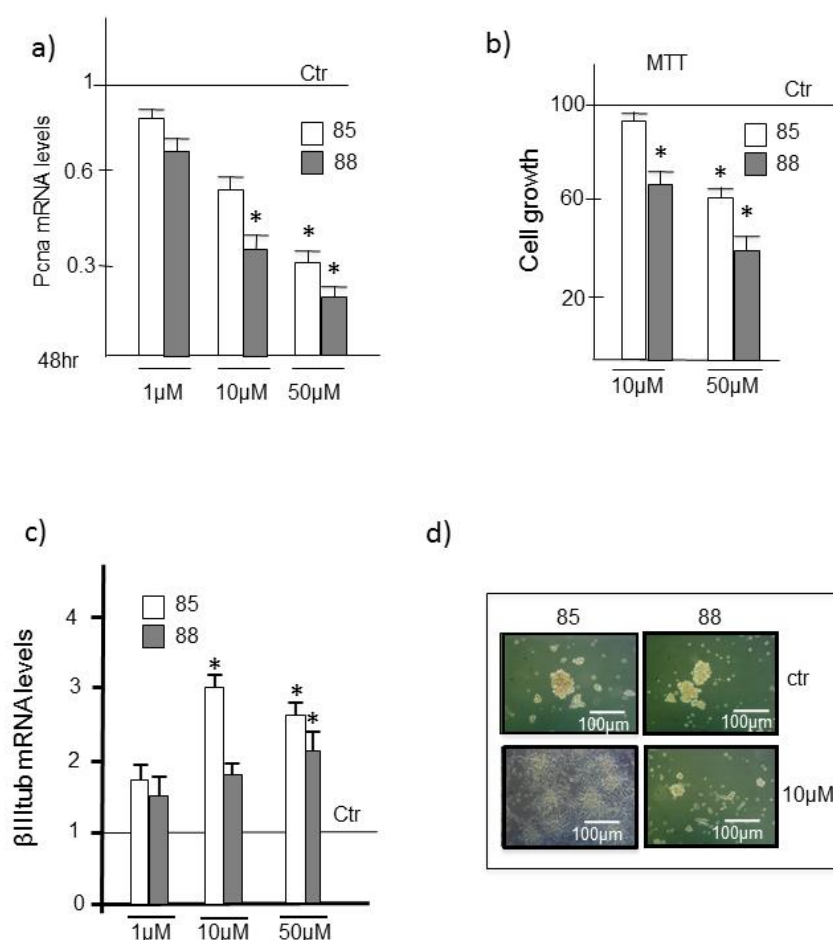 a)
1
Ctr
85
88
0.6
0.3
Pcna mRNA levels
*
*
*
48hr
1µM
10µM
50µM
b)
MTT
100
Ctr
85
88
60
20
Cell growth
*
*
*
10µM
50µM
c)
85
88
4
3
2
1
0
βIIItub mRNA levels
*
*
*
Ctr
1µM
10µM
50µM
d)
85 88
100µm 100µm ctr
100µm 100µm 10µM